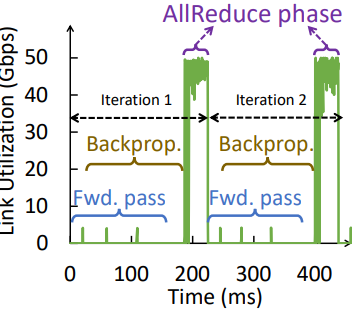 AllReduce phase
Link Utilization (Gbps)
50
40
30
20
10
0
Iteration 1
Iteration 2
Backprop.
Backprop.
Fwd. pass
Fwd. pass
0
100
200
300
400
Time (ms)